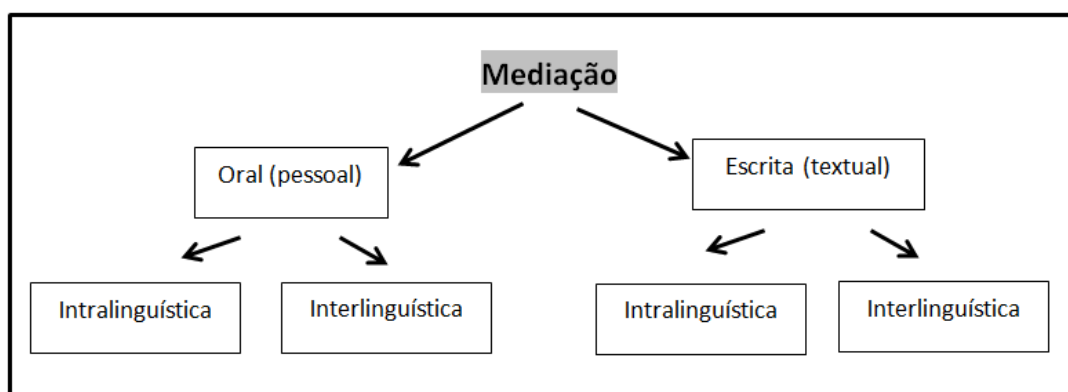 Mediação
Oral (pessoal)
Escrita (textual)
Intralinguística
Interlinguística
Intralinguística
Interlinguística